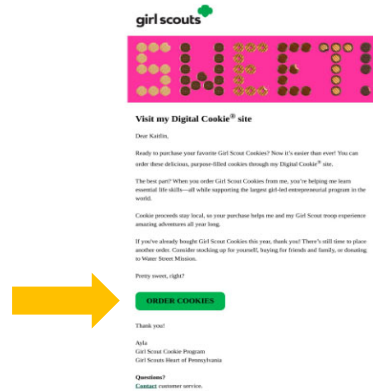 girl scouts
SWEET!
Visit my Digital Cookie® site
Dear Kaitlin,
Ready to purchase your favorite Girl Scout Cookies? Now it's easier than ever! You can
order these delicious, purpose-filled cookies through my Digital Cookie® site.
The best part? When you order Girl Scout Cookies from me, you're helping me learn
essential life skills—all while supporting the largest girl-led entrepreneurial program in the
world.
Cookie proceeds stay local, so your purchase helps me and my Girl Scout troop experience
amazing adventures all year long.
If you've already bought Girl Scout Cookies this year, thank you! There's still time to place
another order. Consider stocking up for yourself, buying for friends and family, or donating
to Water Street Mission.
Pretty sweet, right?
ORDER COOKIES
Thank you!
Ayla
Girl Scout Cookie Program
Girl Scouts Heart of Pennsylvania
Questions?
Contact customer service.